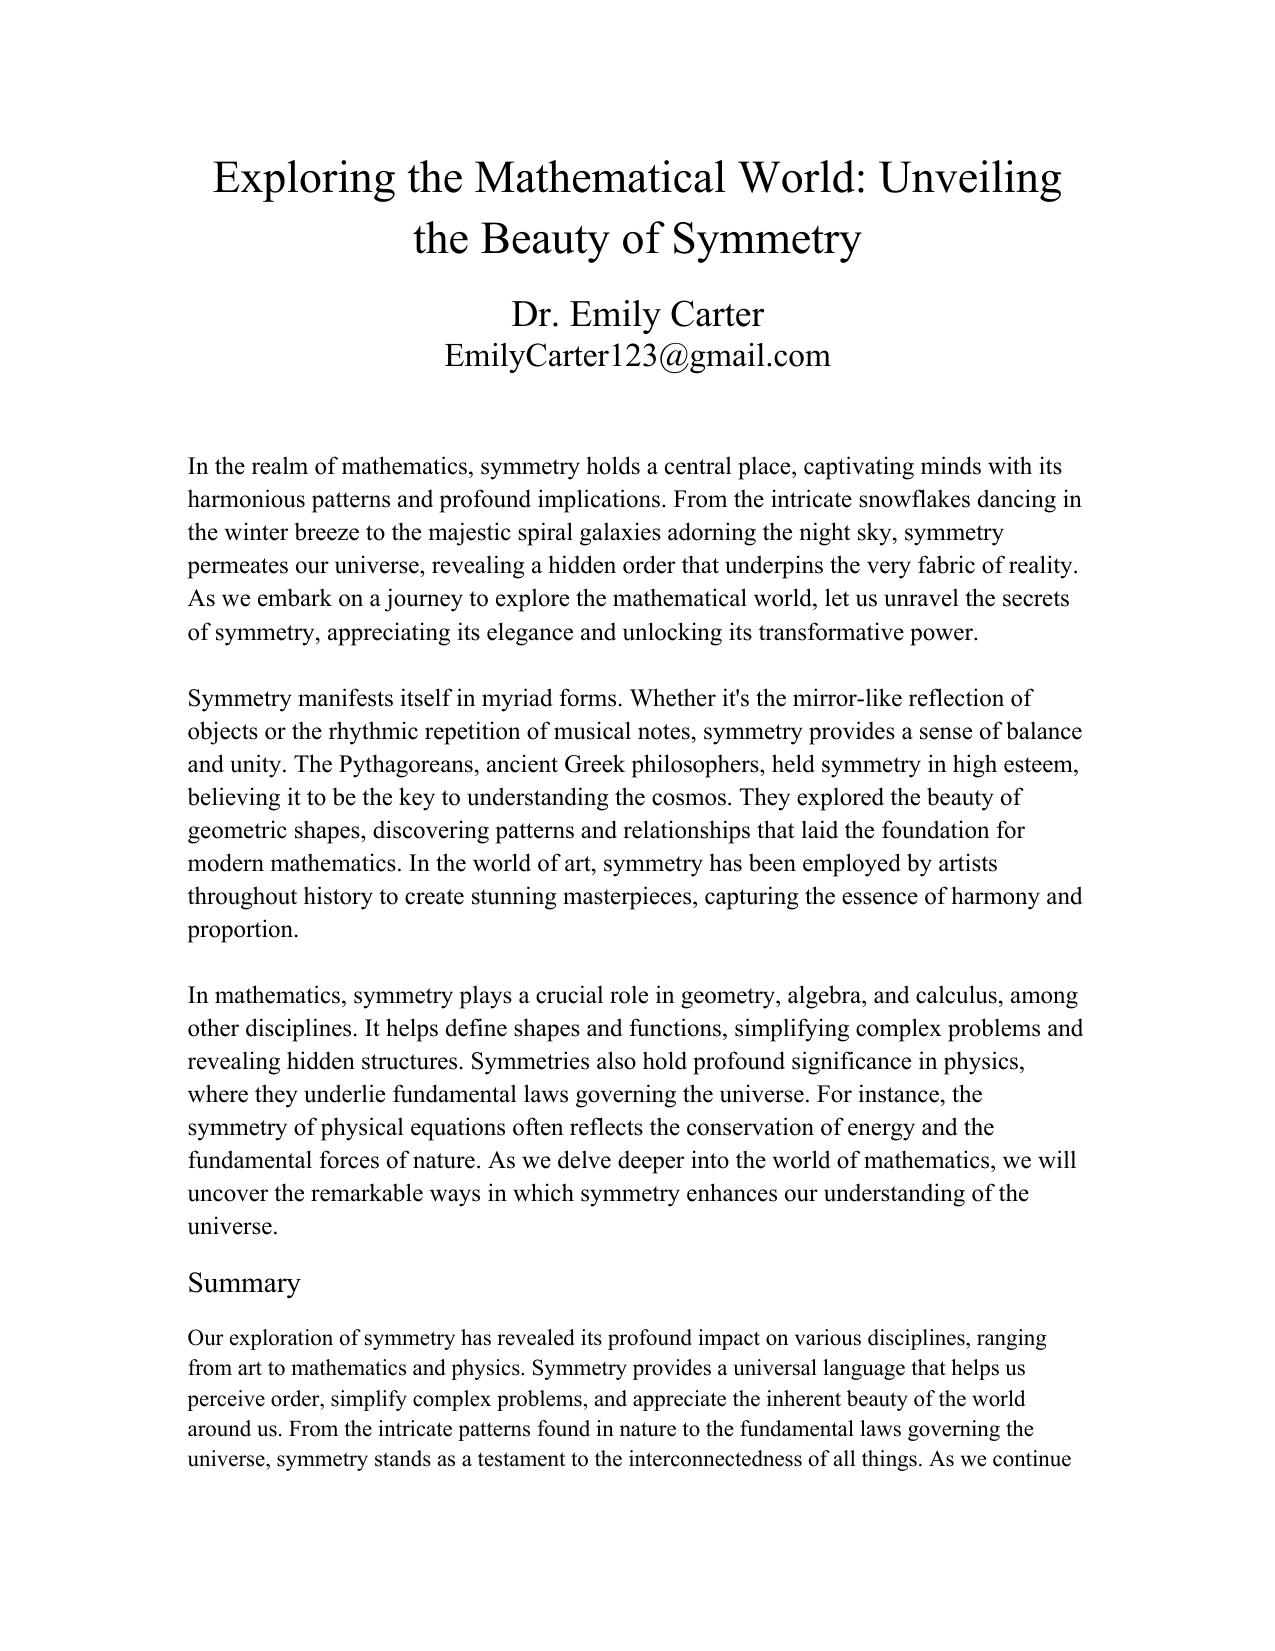 Exploring the Mathematical World: Unveiling
the Beauty of Symmetry
Dr. Emily Carter
EmilyCarter123@gmail.com
In the realm of mathematics, symmetry holds a central place, captivating minds with its
harmonious patterns and profound implications. From the intricate snowflakes dancing in
the winter breeze to the majestic spiral galaxies adorning the night sky, symmetry
permeates our universe, revealing a hidden order that underpins the very fabric of reality.
As we embark on a journey to explore the mathematical world, let us unravel the secrets
of symmetry, appreciating its elegance and unlocking its transformative power.
Symmetry manifests itself in myriad forms. Whether it's the mirror-like reflection of
objects or the rhythmic repetition of musical notes, symmetry provides a sense of balance
and unity. The Pythagoreans, ancient Greek philosophers, held symmetry in high esteem,
believing it to be the key to understanding the cosmos. They explored the beauty of
geometric shapes, discovering patterns and relationships that laid the foundation for
modern mathematics. In the world of art, symmetry has been employed by artists
throughout history to create stunning masterpieces, capturing the essence of harmony and
proportion.
In mathematics, symmetry plays a crucial role in geometry, algebra, and calculus, among
other disciplines. It helps define shapes and functions, simplifying complex problems and
revealing hidden structures. Symmetries also hold profound significance in physics,
where they underlie fundamental laws governing the universe. For instance, the
symmetry of physical equations often reflects the conservation of energy and the
fundamental forces of nature. As we delve deeper into the world of mathematics, we will
uncover the remarkable ways in which symmetry enhances our understanding of the
universe.
Summary
Our exploration of symmetry has revealed its profound impact on various disciplines, ranging
from art to mathematics and physics. Symmetry provides a universal language that helps us
perceive order, simplify complex problems, and appreciate the inherent beauty of the world
around us. From the intricate patterns found in nature to the fundamental laws governing the
universe, symmetry stands as a testament to the interconnectedness of all things. As we continue